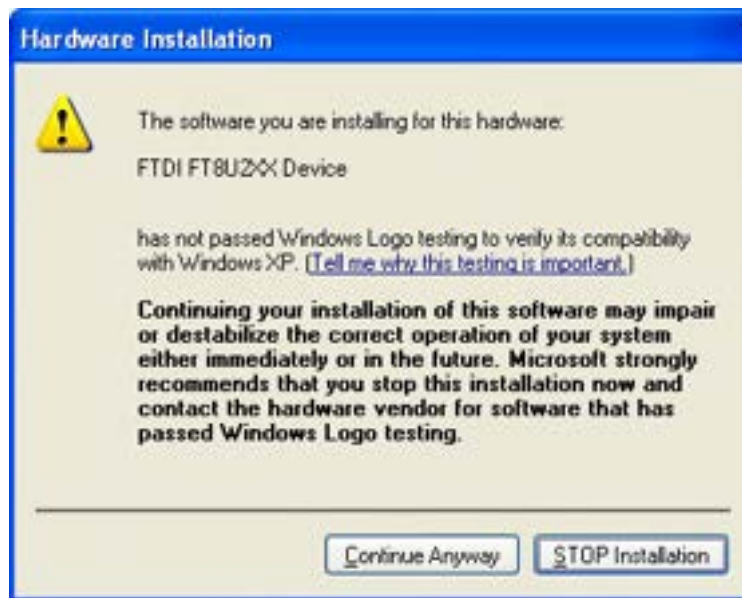 Hardware Installation
The software you are installing for this hardware:
FTDI FT8U2XX Device
has not passed Windows Logo testing to verify its compatibility
with Windows XP. (Tell me why this testing is important.)
Continuing your installation of this software may impair
or destabilize the correct operation of your system
either immediately or in the future. Microsoft strongly
recommends that you stop this installation now and
contact the hardware vendor for software that has
passed Windows Logo testing.
Continue Anyway
STOP Installation